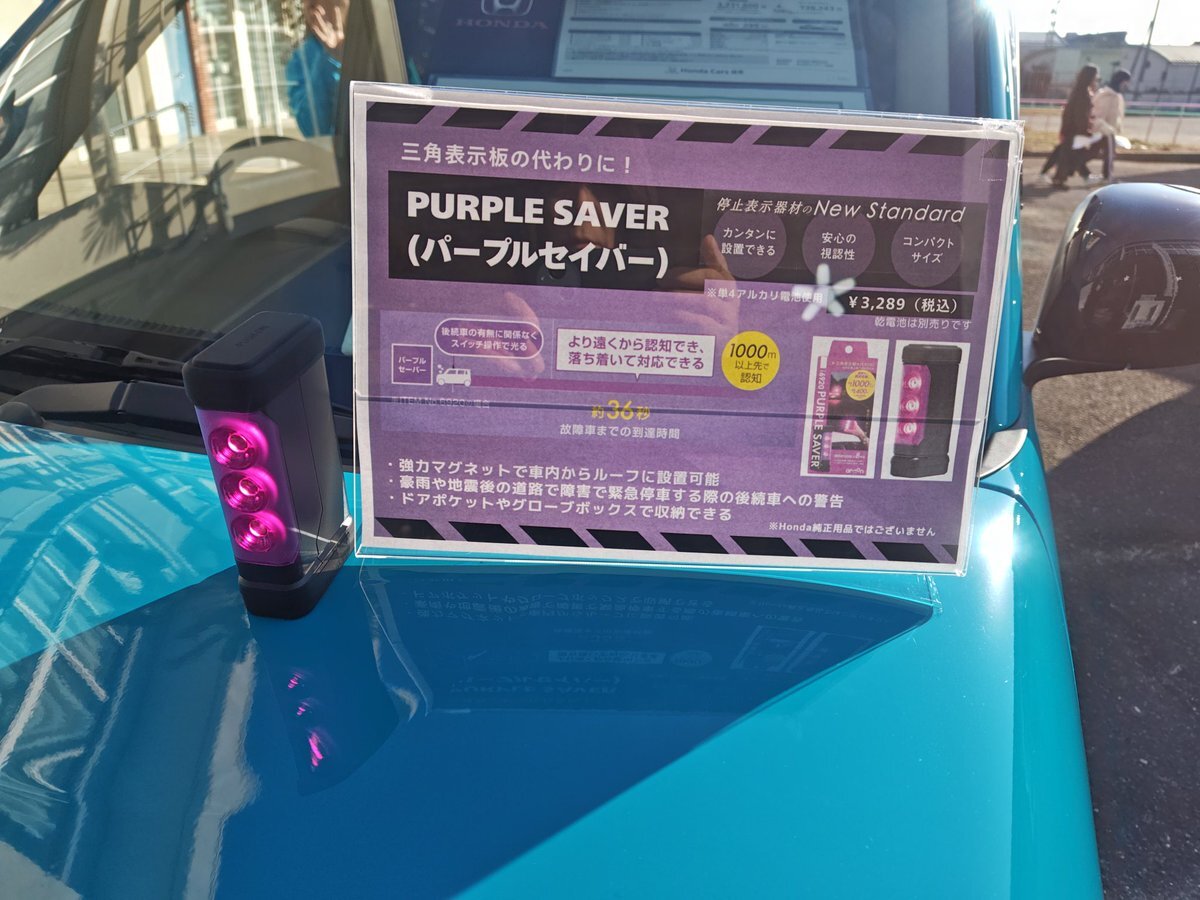 HONDA
Honda Cars
三角表示板の代わりに！
PURPLE SAVER
(パープルセイバー)
停止表示器材のNew Standard
カンタンに
設置できる
安心の
視認性
コンパクト
サイズ
※単4アルカリ電池使用
￥3,289（税込）
乾電池は別売りです
後続車の有無に関係なく
スイッチ操作で光る
パープル
セーバー
より遠くから認知でき、
落ち着いて対応できる
1000m
以上先で
認知
約36秒
故障車までの到達時間
6920 PURPLE SAVER
・強力マグネットで車内からルーフに設置可能
・豪雨や地震後の道路で障害で緊急停車する際の後続車への警告
・ドアポケットやグローブボックスで収納できる
※Honda純正用品ではございません